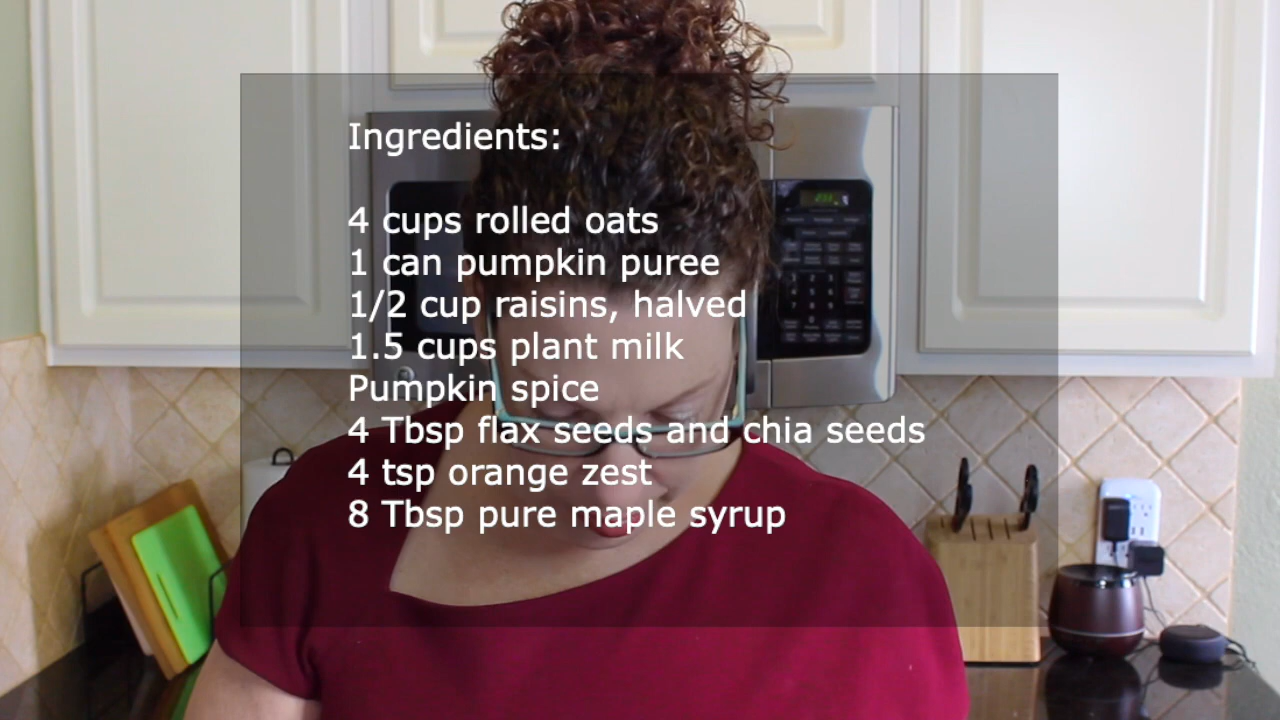 Ingredients:
4 cups rolled oats
1 can pumpkin puree
1/2 cup raisins, halved
1.5 cups plant milk
Pumpkin spice
4 Tbsp flax seeds and chia seeds
4 tsp orange zest
8 Tbsp pure maple syrup